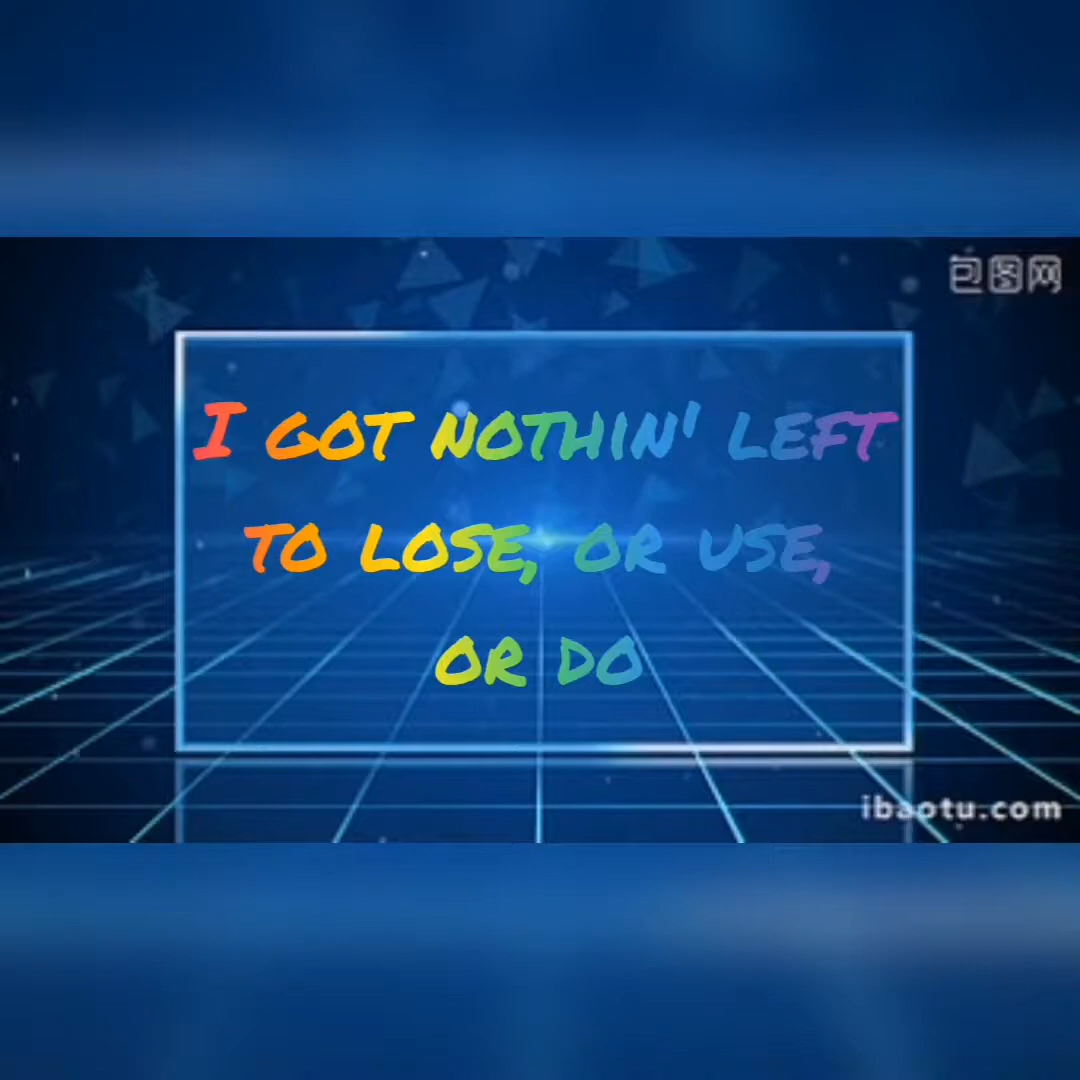 包图网
I GOT NOTHIN' LEFT
TO LOSE, OR USE,
OR DO
ibaotu.com